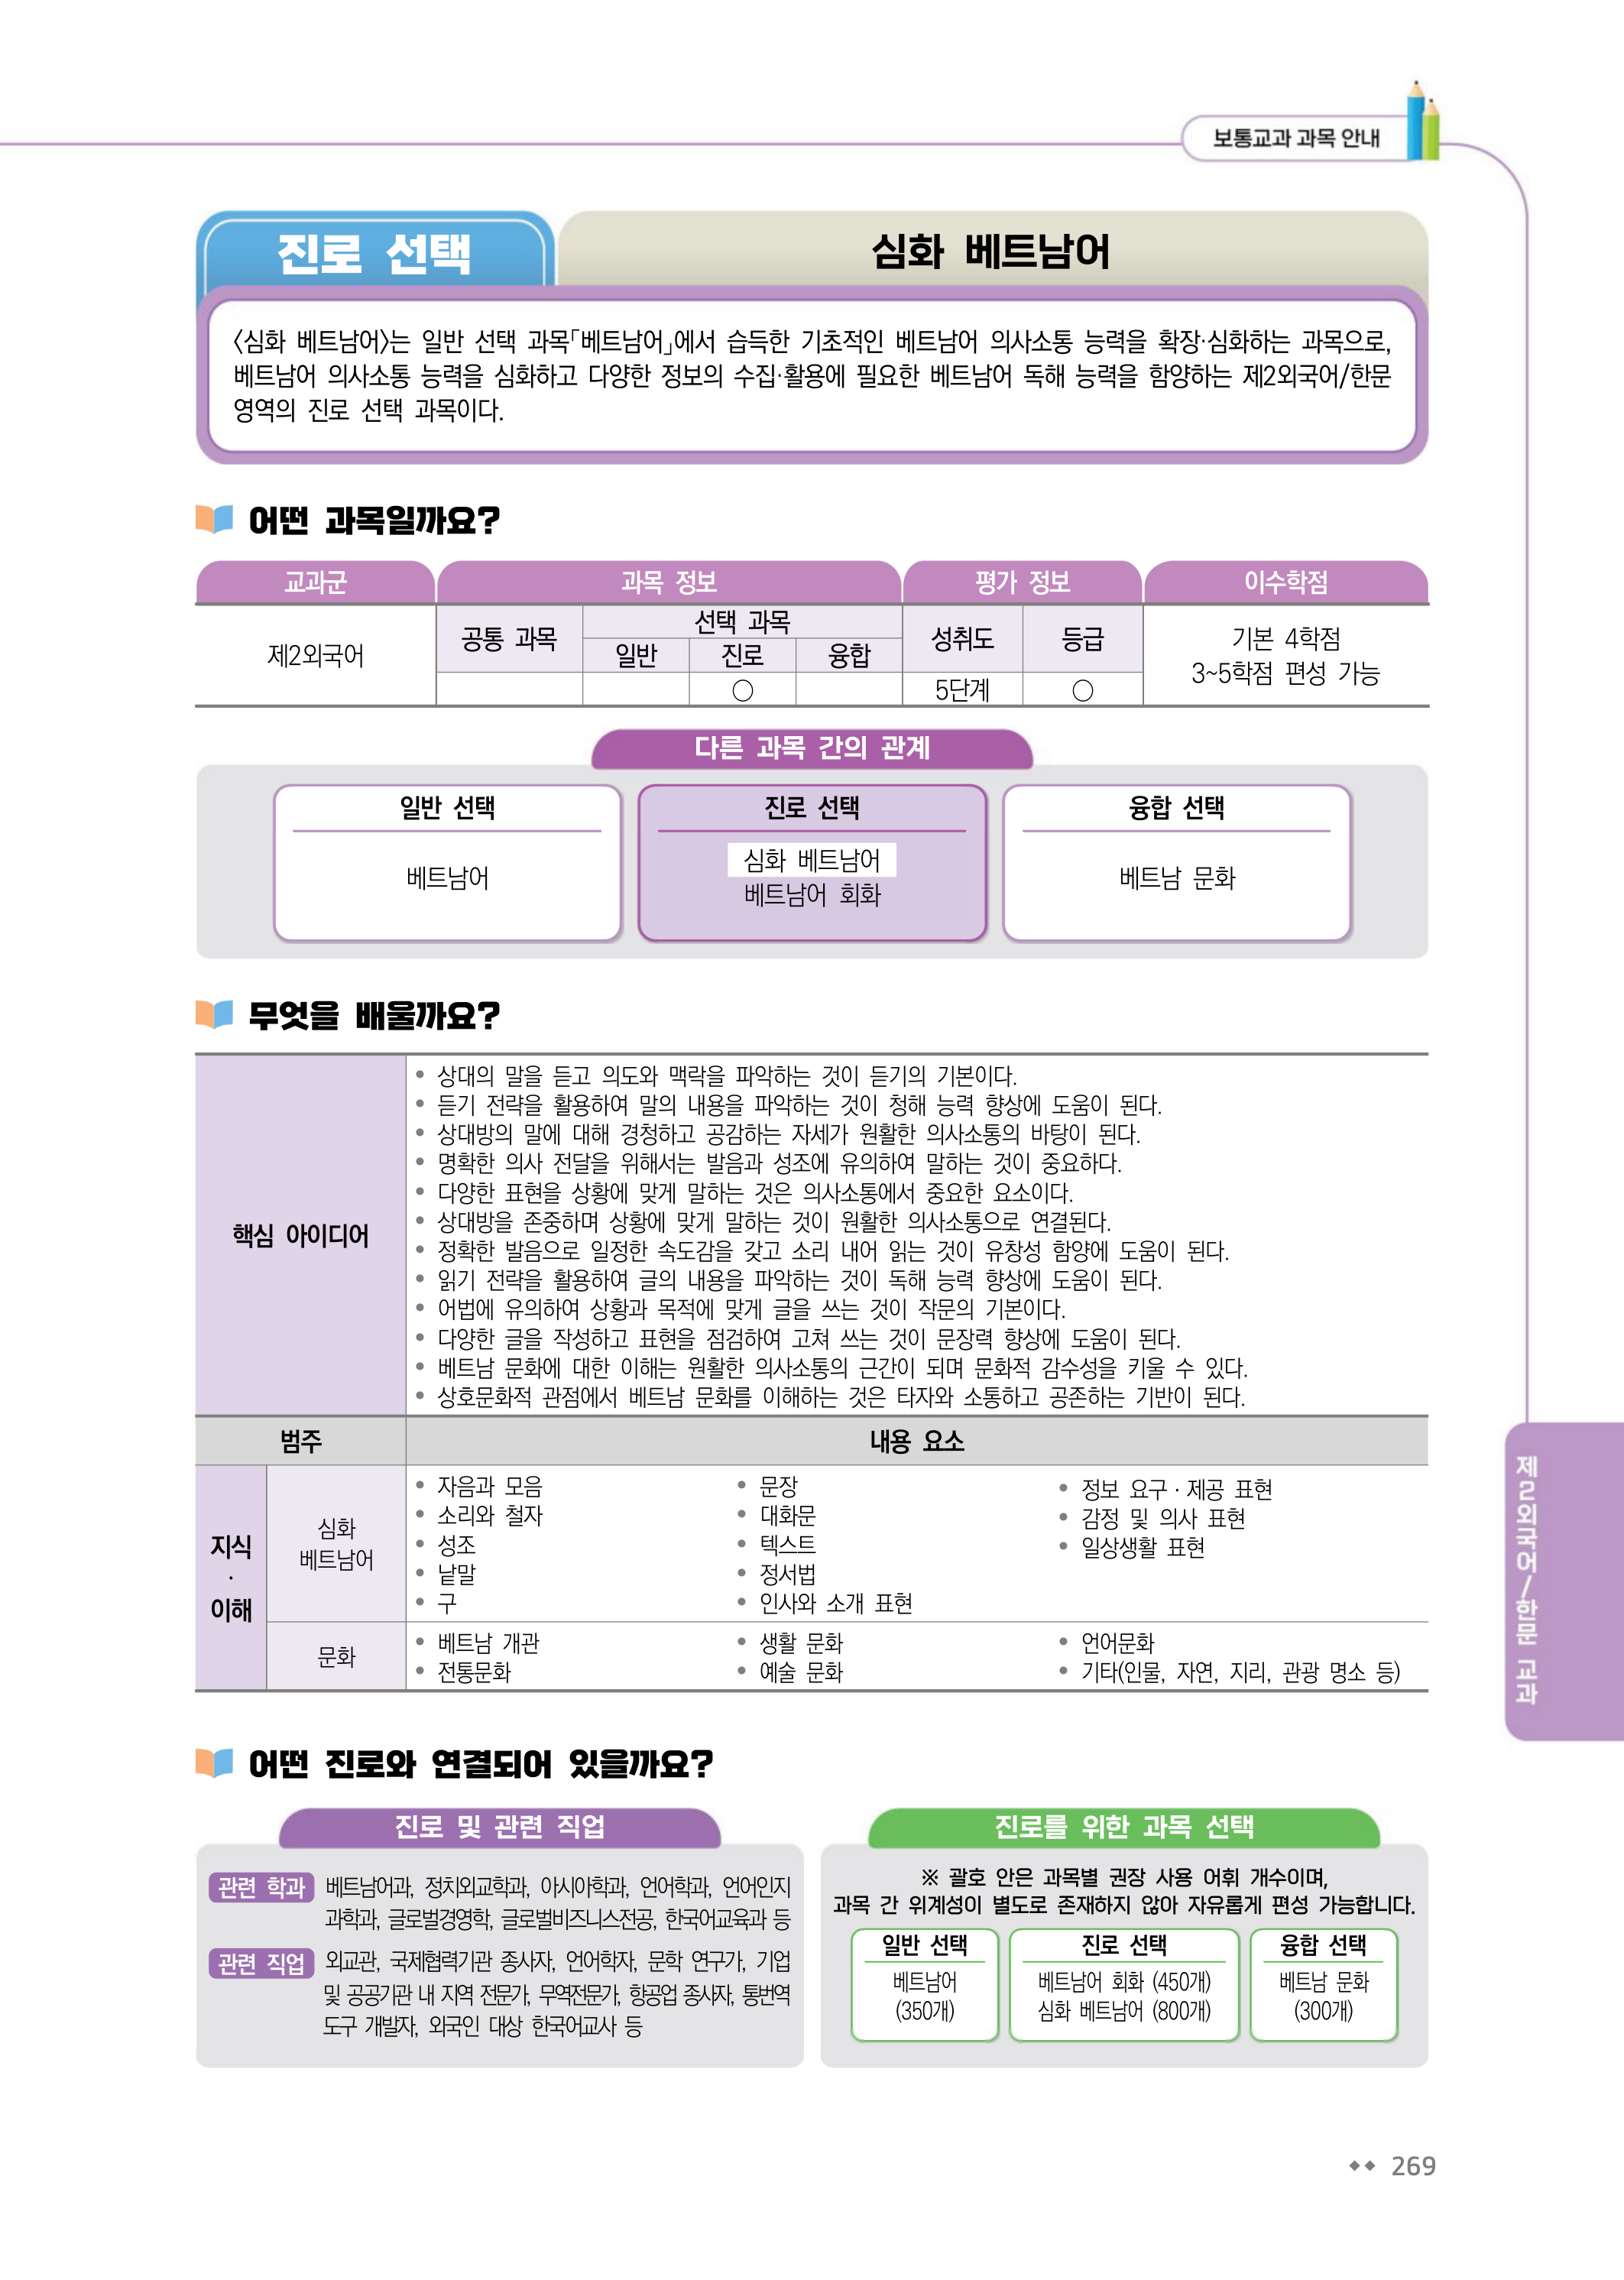 보통교과 과목 안내
진로 선택
심화 베트남어
〈심화 베트남어〉는 일반 선택 과목「베트남어」에서 습득한 기초적인 베트남어 의사소통 능력을 확장·심화하는 과목으로,
베트남어 의사소통 능력을 심화하고 다양한 정보의 수집·활용에 필요한 베트남어 독해 능력을 함양하는 제2외국어/한문
영역의 진로 선택 과목이다.
어떤 과목일까요?
교과군 과목 정보 평가 정보 이수학점
제2외국어 공통 과목 선택 과목 성취도 등급 기본 4학점
일반 진로 융합 3~5학점 편성 가능
○ 5단계 ○
다른 과목 간의 관계
일반 선택 진로 선택 융합 선택
베트남어 심화 베트남어 베트남 문화
베트남어 회화
무엇을 배울까요?
핵심 아이디어
• 상대의 말을 듣고 의도와 맥락을 파악하는 것이 듣기의 기본이다.
• 듣기 전략을 활용하여 말의 내용을 파악하는 것이 청해 능력 향상에 도움이 된다.
• 상대방의 말에 대해 경청하고 공감하는 자세가 원활한 의사소통의 바탕이 된다.
• 명확한 의사 전달을 위해서는 발음과 성조에 유의하여 말하는 것이 중요하다.
• 다양한 표현을 상황에 맞게 말하는 것은 의사소통에서 중요한 요소이다.
• 상대방을 존중하며 상황에 맞게 말하는 것이 원활한 의사소통으로 연결된다.
• 정확한 발음으로 일정한 속도감을 갖고 소리 내어 읽는 것이 유창성 함양에 도움이 된다.
• 읽기 전략을 활용하여 글의 내용을 파악하는 것이 독해 능력 향상에 도움이 된다.
• 어법에 유의하여 상황과 목적에 맞게 글을 쓰는 것이 작문의 기본이다.
• 다양한 글을 작성하고 표현을 점검하여 고쳐 쓰는 것이 문장력 향상에 도움이 된다.
• 베트남 문화에 대한 이해는 원활한 의사소통의 근간이 되며 문화적 감수성을 키울 수 있다.
• 상호문화적 관점에서 베트남 문화를 이해하는 것은 타자와 소통하고 공존하는 기반이 된다.
범주 내용 요소
지식
·
이해
심화
베트남어
• 자음과 모음 • 문장 • 정보 요구 · 제공 표현
• 소리와 철자 • 대화문 • 감정 및 의사 표현
• 성조 • 텍스트 • 일상생활 표현
• 낱말 • 정서법
• 구 • 인사와 소개 표현
문화
• 베트남 개관 • 생활 문화 • 언어문화
• 전통문화 • 예술 문화 • 기타(인물, 자연, 지리, 관광 명소 등)
제2외국어/한문 교과
어떤 진로와 연결되어 있을까요?
진로 및 관련 직업
관련 학과 베트남어과, 정치외교학과, 아시아학과, 언어학과, 언어인지
과학과, 글로벌경영학, 글로벌비즈니스전공, 한국어교육과 등
관련 직업 외교관, 국제협력기관 종사자, 언어학자, 문학 연구가, 기업
및 공공기관 내 지역 전문가, 무역전문가, 항공업 종사자, 통번역
도구 개발자, 외국인 대상 한국어교사 등
진로를 위한 과목 선택
※ 괄호 안은 과목별 권장 사용 어휘 개수이며,
과목 간 위계성이 별도로 존재하지 않아 자유롭게 편성 가능합니다.
일반 선택 진로 선택 융합 선택
베트남어 베트남어 회화 (450개) 베트남 문화
(350개) 심화 베트남어 (800개) (300개)
◆◆ 269